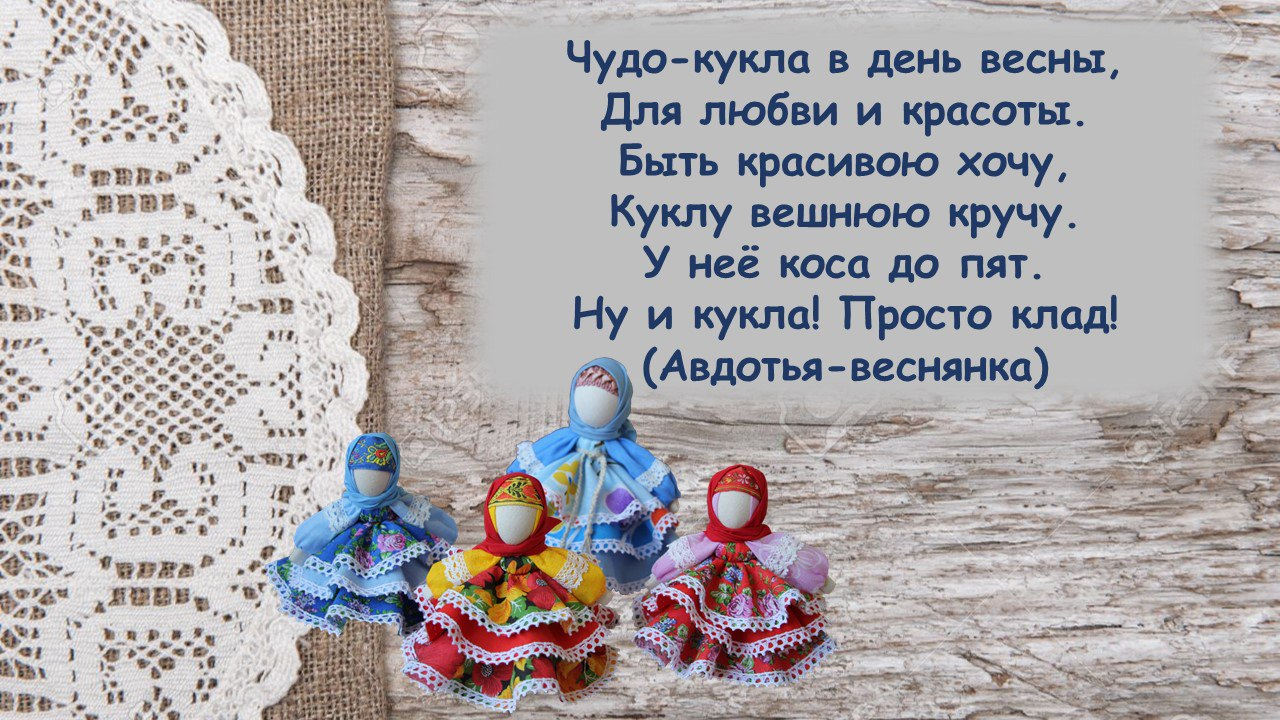 Чудо-кукла в день весны,
Для любви и красоты.
Быть красивою хочу,
Куклу вешнюю кручу.
У неё коса до пят.
Ну и кукла! Просто клад!
(Авдотья-веснянка)